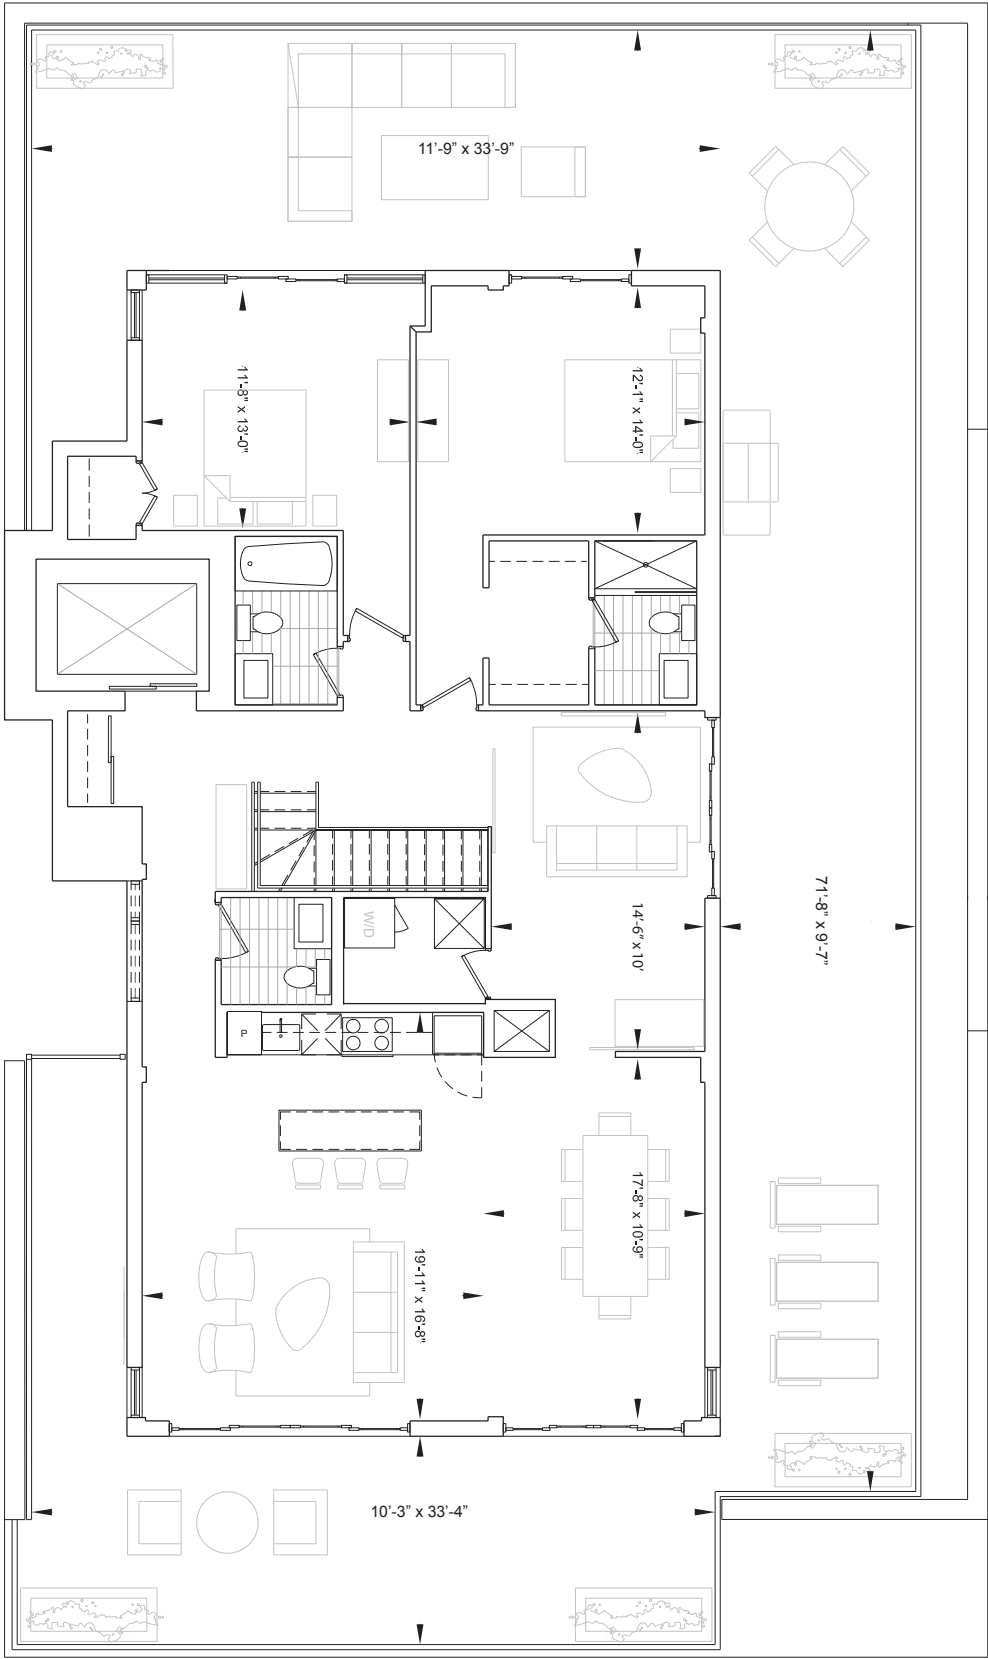 11'-9” x 33'-9”
11'-8" x 13'-0"
12'-1" x 14'-0"
71'-8” x 9'-7”
W/D
14'-6” x 10'
P
17'-8” x 10'-9"
19'-11" x 16'-8"
10'-3” x 33'-4”